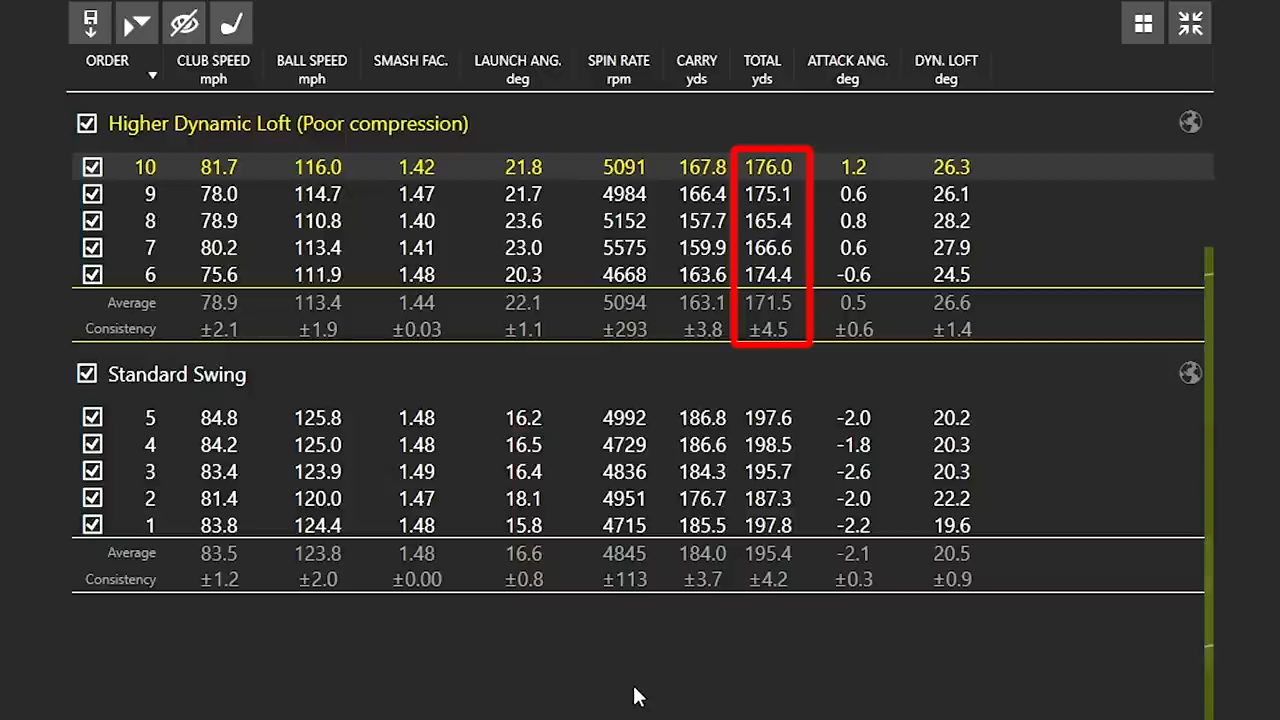 ORDER CLUB SPEED BALL SPEED SMASH FAC. LAUNCH ANG. SPIN RATE CARRY TOTAL ATTACK ANG. DYN. LOFT
mph mph deg rpm yds yds deg deg
Higher Dynamic Loft (Poor compression)
10 81.7 116.0 1.42 21.8 5091 167.8 176.0 1.2 26.3
9 78.0 114.7 1.47 21.7 4984 166.4 175.1 0.6 26.1
8 78.9 110.8 1.40 23.6 5152 157.7 165.4 0.8 28.2
7 80.2 113.4 1.41 23.0 5575 159.9 166.6 0.6 27.9
6 75.6 111.9 1.48 20.3 4668 163.6 174.4 -0.6 24.5
Average 78.9 113.4 1.44 22.1 5094 163.1 171.5 0.5 26.6
Consistency ±2.1 ±1.9 ±0.03 ±1.1 ±293 ±3.8 ±4.5 ±0.6 ±1.4
Standard Swing
5 84.8 125.8 1.48 16.2 4992 186.8 197.6 -2.0 20.2
4 84.2 125.0 1.48 16.5 4729 186.6 198.5 -1.8 20.3
3 83.4 123.9 1.49 16.4 4836 184.3 195.7 -2.6 20.3
2 81.4 120.0 1.47 18.1 4951 176.7 187.3 -2.0 22.2
1 83.8 124.4 1.48 15.8 4715 185.5 197.8 -2.2 19.6
Average 83.5 123.8 1.48 16.6 4845 184.0 195.4 -2.1 20.5
Consistency ±1.2 ±2.0 ±0.00 ±0.8 ±113 ±3.7 ±4.2 ±0.3 ±0.9